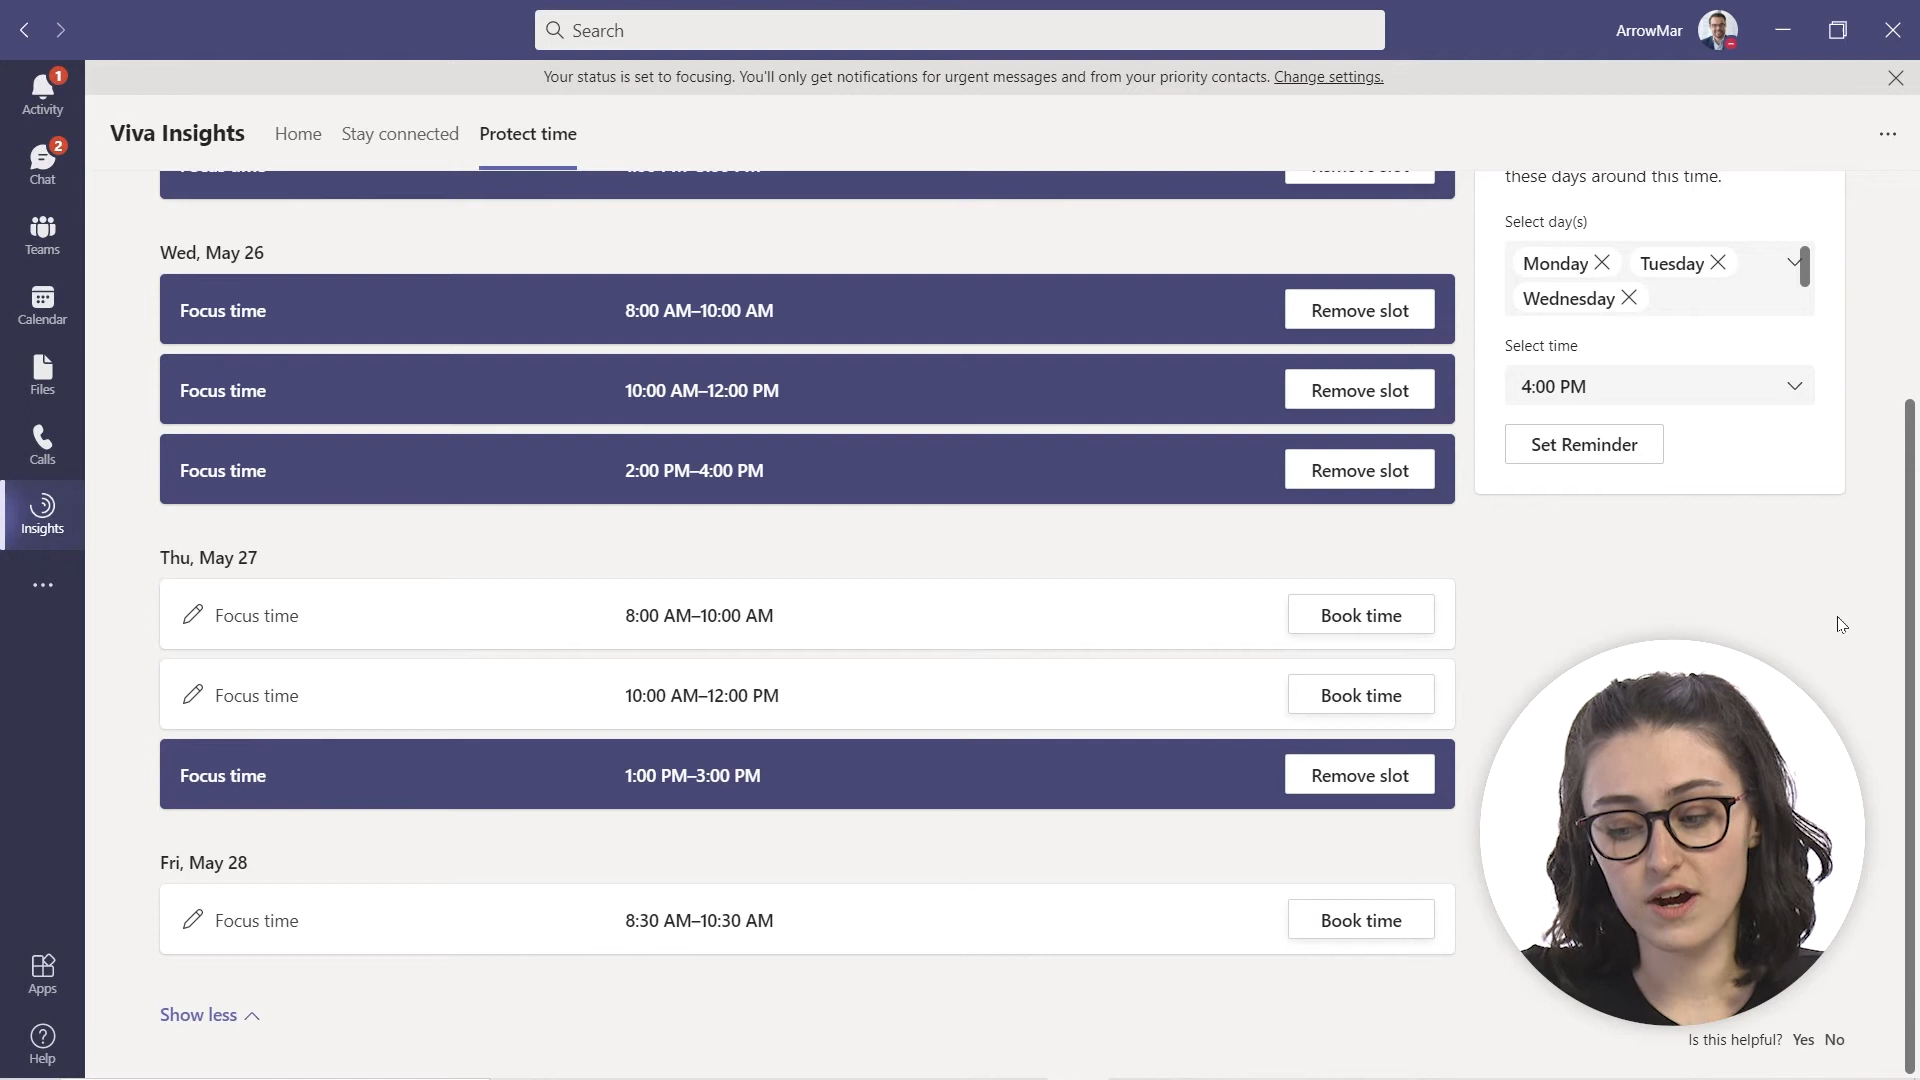 Search
ArrowMar
Your status is set to focusing. You'll only get notifications for urgent messages and from your priority contacts. Change settings.
1
Activity
2
Chat
Teams
Calendar
Files
Calls
Insights
Apps
Help
Viva Insights
Home
Stay connected
Protect time
Wed, May 26
Focus time 8:00 AM–10:00 AM Remove slot
Focus time 10:00 AM–12:00 PM Remove slot
Focus time 2:00 PM–4:00 PM Remove slot
Thu, May 27
Focus time 8:00 AM–10:00 AM Book time
Focus time 10:00 AM–12:00 PM Book time
Focus time 1:00 PM–3:00 PM Remove slot
Fri, May 28
Focus time 8:30 AM–10:30 AM Book time
Show less
these days around this time.
Select day(s)
Monday Tuesday
Wednesday
Select time
4:00 PM
Set Reminder
Is this helpful? Yes No